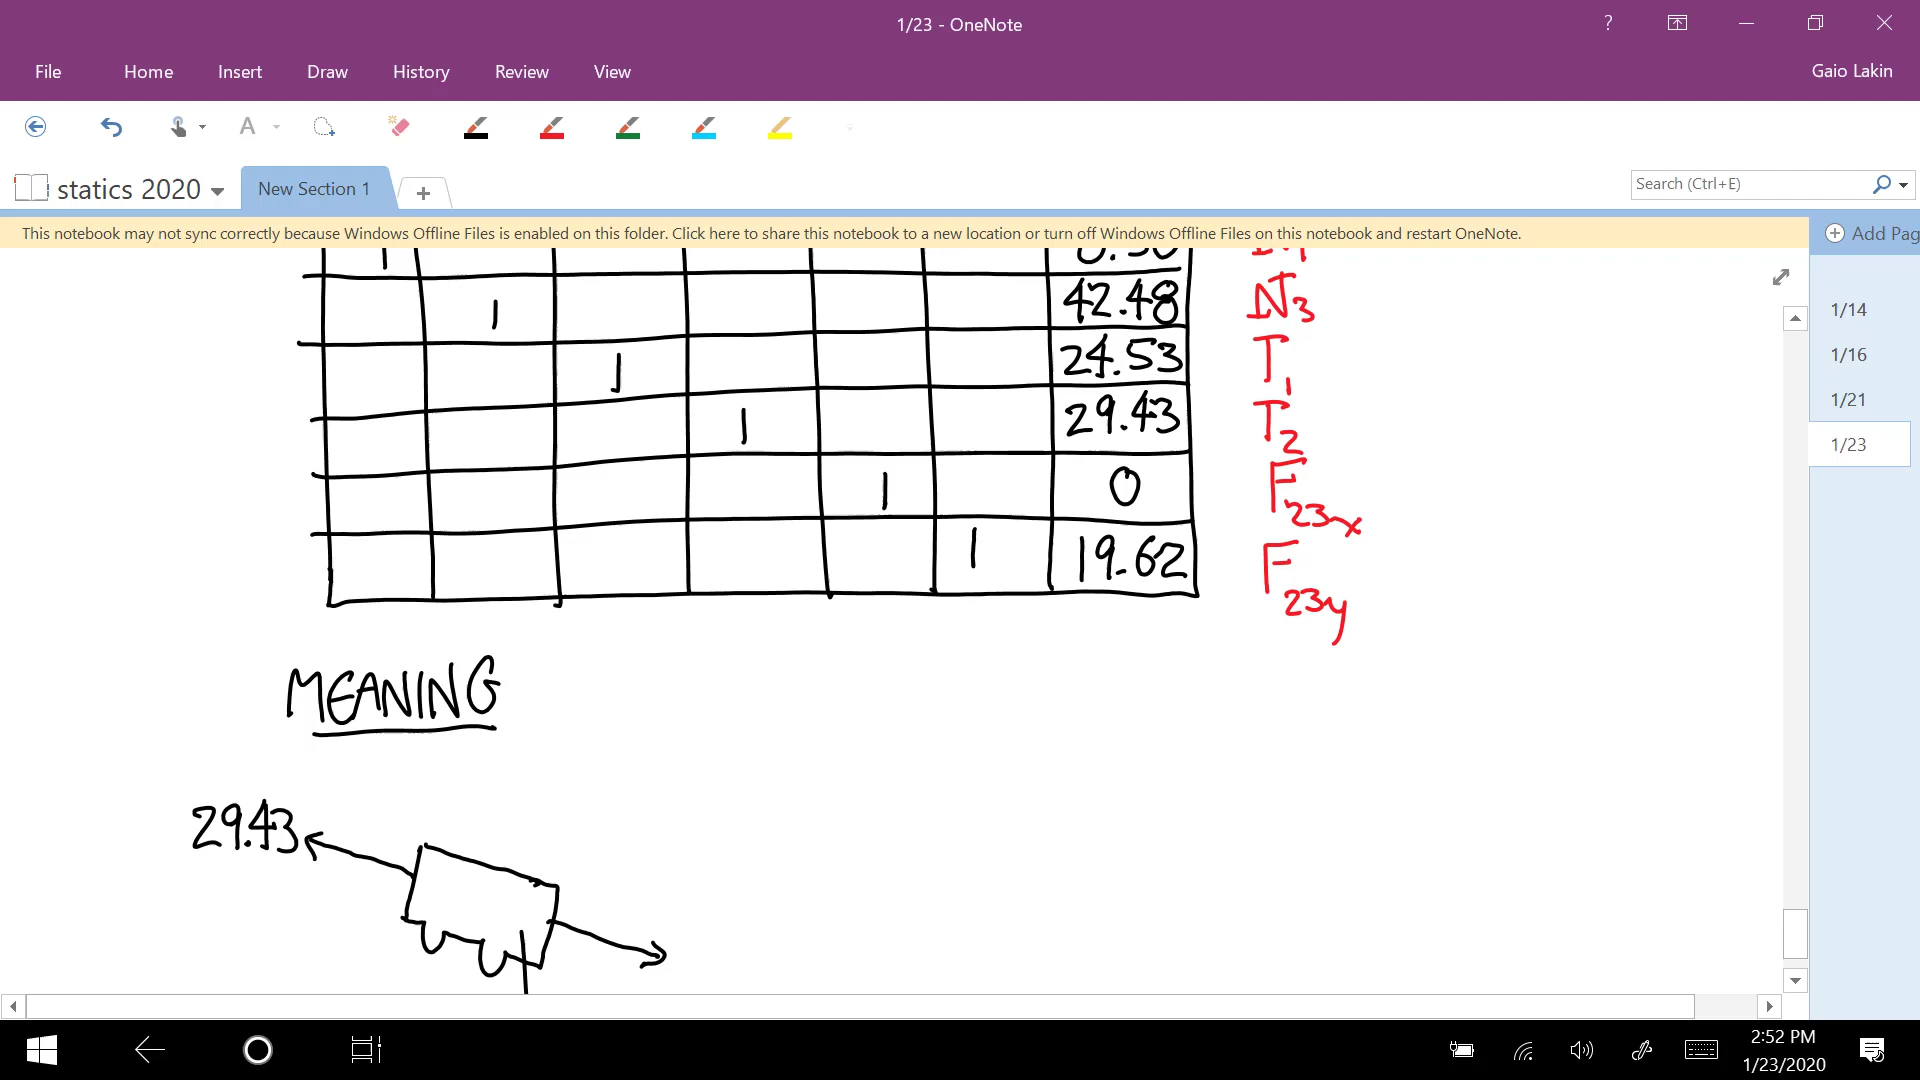 1/23 - OneNote
?
File Home Insert Draw History Review View
Gaio Lakin
A
statics 2020
New Section 1
+
Search (Ctrl+E)
This notebook may not sync correctly because Windows Offline Files is enabled on this folder. Click here to share this notebook to a new location or turn off Windows Offline Files on this notebook and restart OneNote.
Add Pag
1/14
1/16
1/21
1/23
1
1 42.48 N3
1 24.53 T1
1 29.43 T2
1 0 F23x
1 19.62 F23y
MEANING
29.43
2:52 PM
1/23/2020